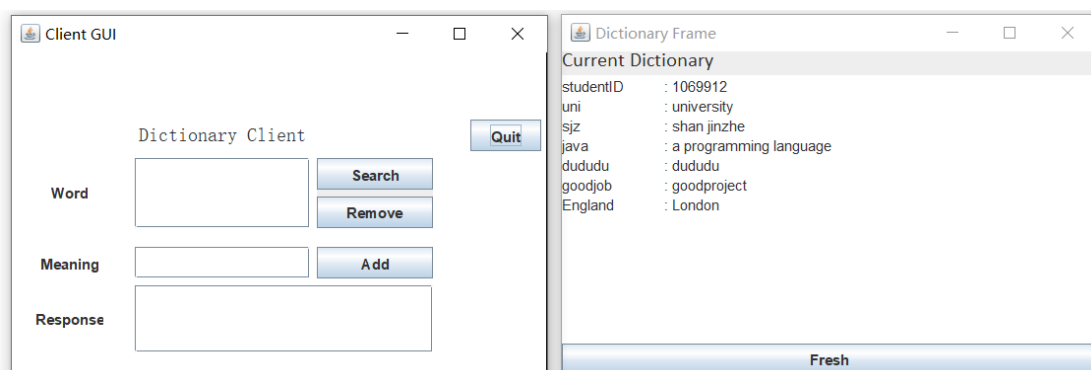 Client GUI
Dictionary Client
Quit
Word
Search
Remove
Meaning
Add
Response
Dictionary Frame
Current Dictionary
studentID : 1069912
uni : university
sjz : shan jinzhe
java : a programming language
dududu : dududu
goodjob : goodproject
England : London
Fresh